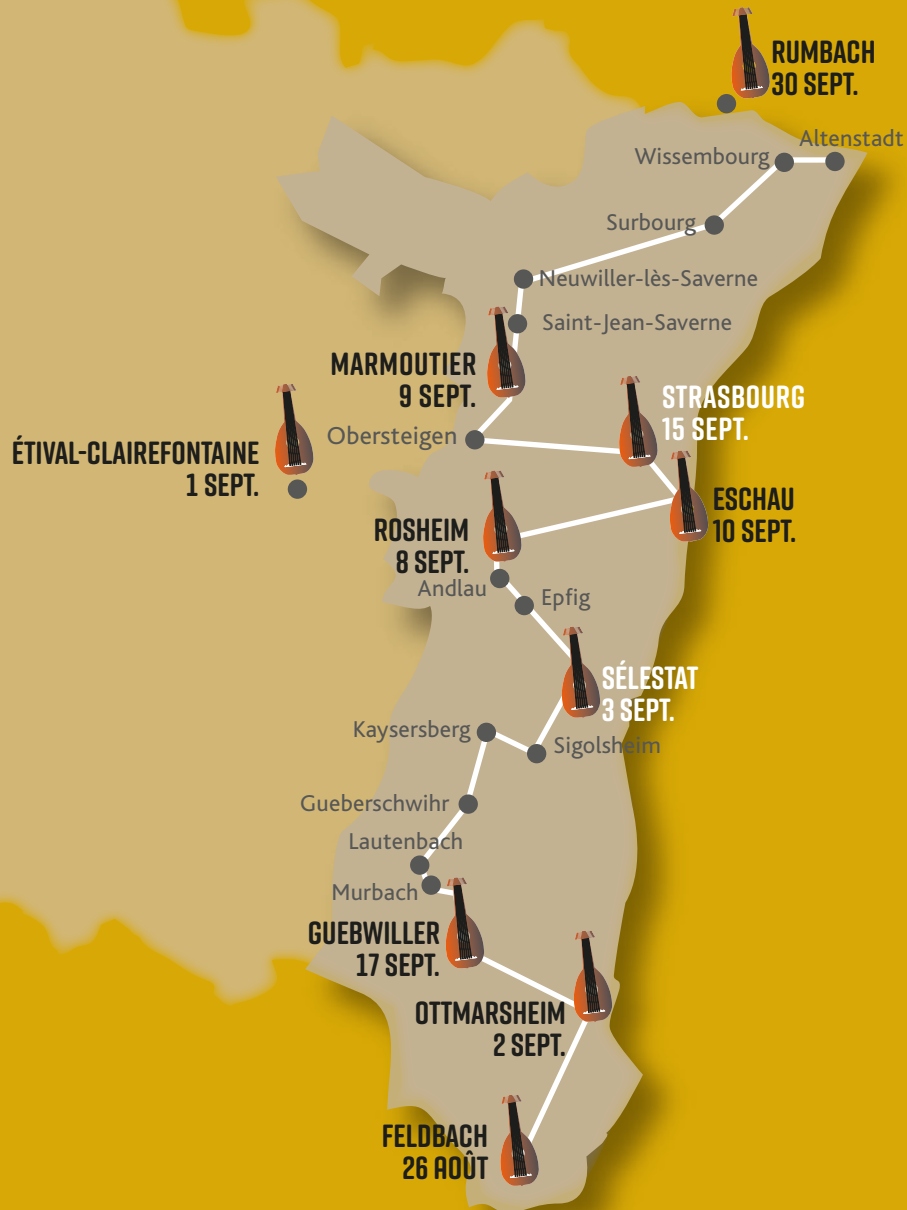 RUMBACH
30 SEPT.
Altenstadt
Wissembourg
Surbourg
Neuwiller-lès-Saverne
Saint-Jean-Saverne
MARMOUTIER
9 SEPT.
STRASBOURG
15 SEPT.
Obersteigen
ÉTIVAL-CLAIREFONTAINE
1 SEPT.
ESCHAU
10 SEPT.
ROSHEIM
8 SEPT.
Andlau
Epfig
SÉLESTAT
3 SEPT.
Kaysersberg
Sigolsheim
Gueberschwihr
Lautenbach
Murbach
GUEBWILLER
17 SEPT.
OTTMARSHEIM
2 SEPT.
FELDBACH
26 AOÛT